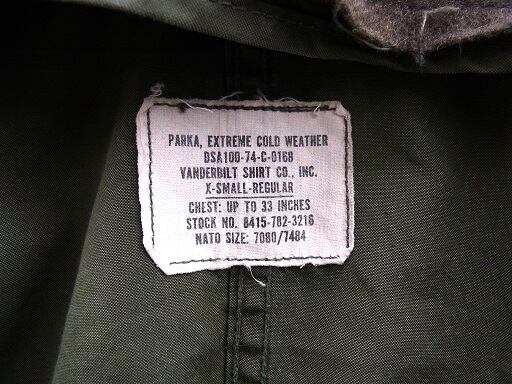 PARKA, EXTREME COLD WEATHER
DSA100-74-C-0168
VANDERBILT SHIRT CO., INC.
X-SMALL-REGULAR
CHEST: UP TO 33 INCHES
STOCK NO. 8415-782-3216
NATO SIZE: 7080/7484